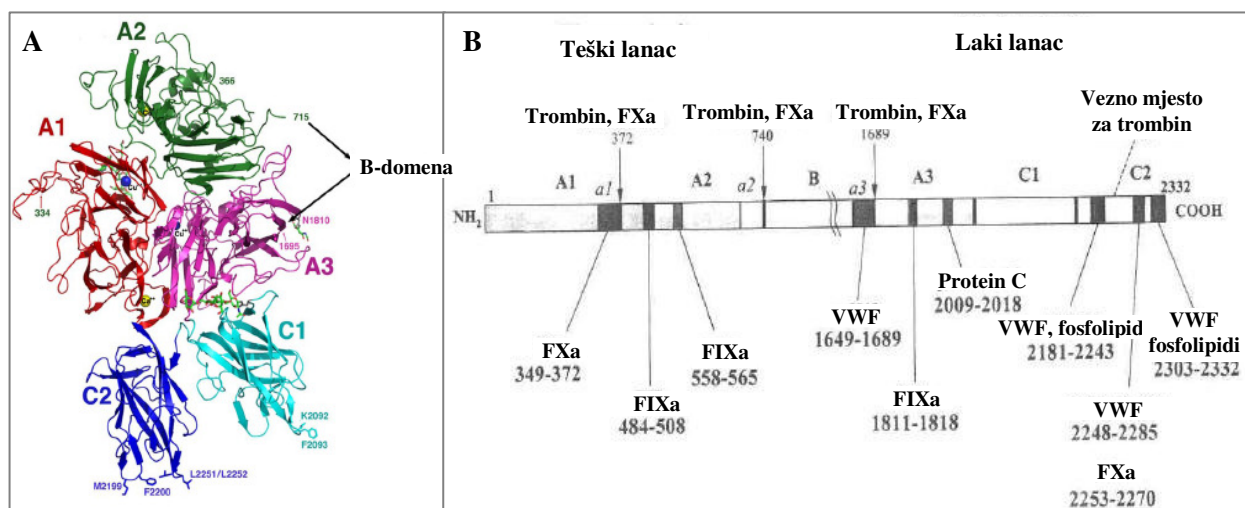 A
A2
366
715
A1
Cu
B-domena
334
N1810
1695
A3
C1
C2
K2092
F2093
L2251/L2252
M2199
F2200
B
Teški lanac
Laki lanac
Trombin, FXa
372
Trombin, FXa
740
Trombin, FXa
1689
Vezno mjesto
za trombin
1
A1
a1
A2
a2
B
a3
A3
C1
C2
2332
NH2
COOH
FXa
349-372
FIXa
484-508
FIXa
558-565
VWF
1649-1689
FIXa
1811-1818
Protein C
2009-2018
VWF, fosfolipid
2181-2243
VWF
2248-2285
FXa
2253-2270
VWF
fosfolipidi
2303-2332